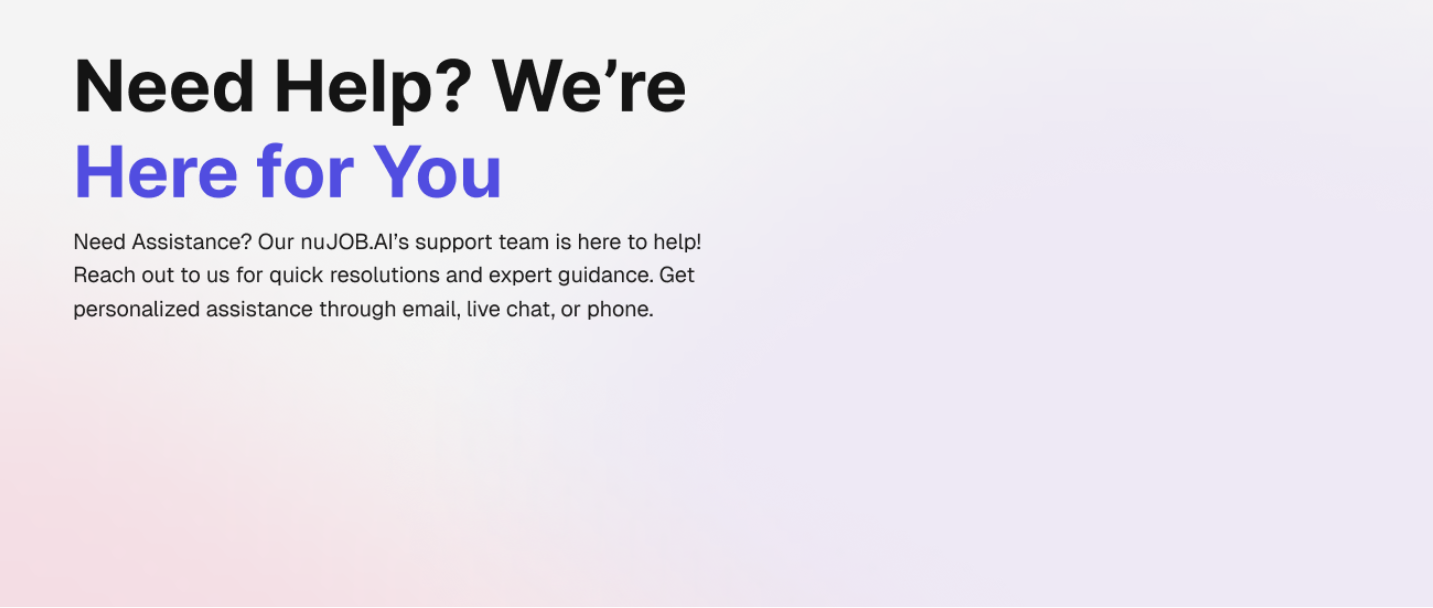 Need Help? We’re
Here for You
Need Assistance? Our nuJOB.AI’s support team is here to help!
Reach out to us for quick resolutions and expert guidance. Get
personalized assistance through email, live chat, or phone.